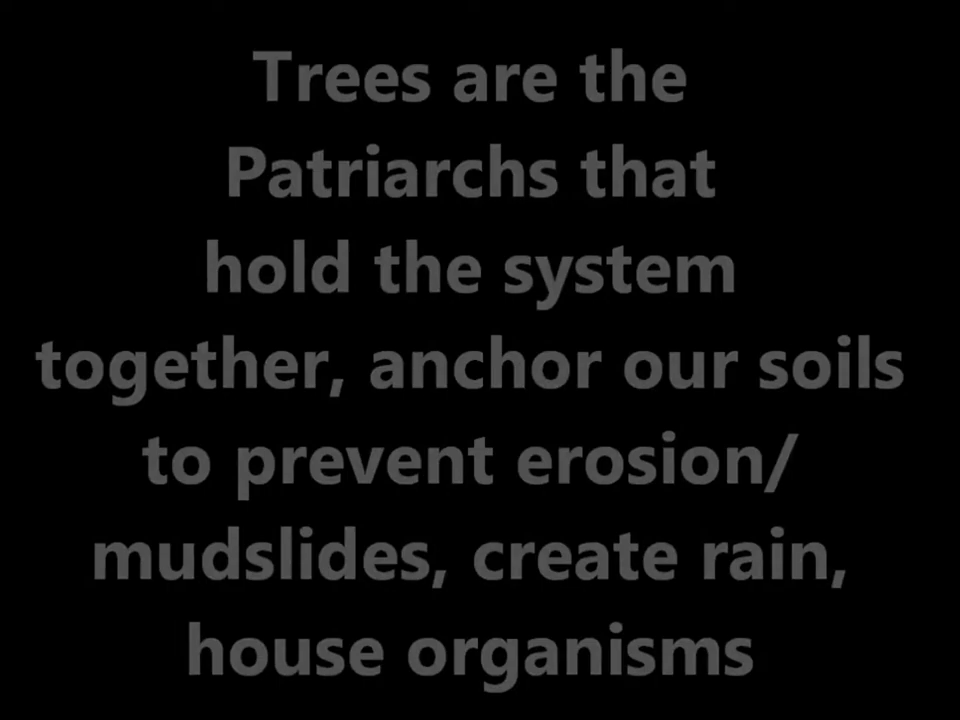 Trees are the
Patriarchs that
hold the system
together, anchor our soils
to prevent erosion/
mudslides, create rain,
house organisms